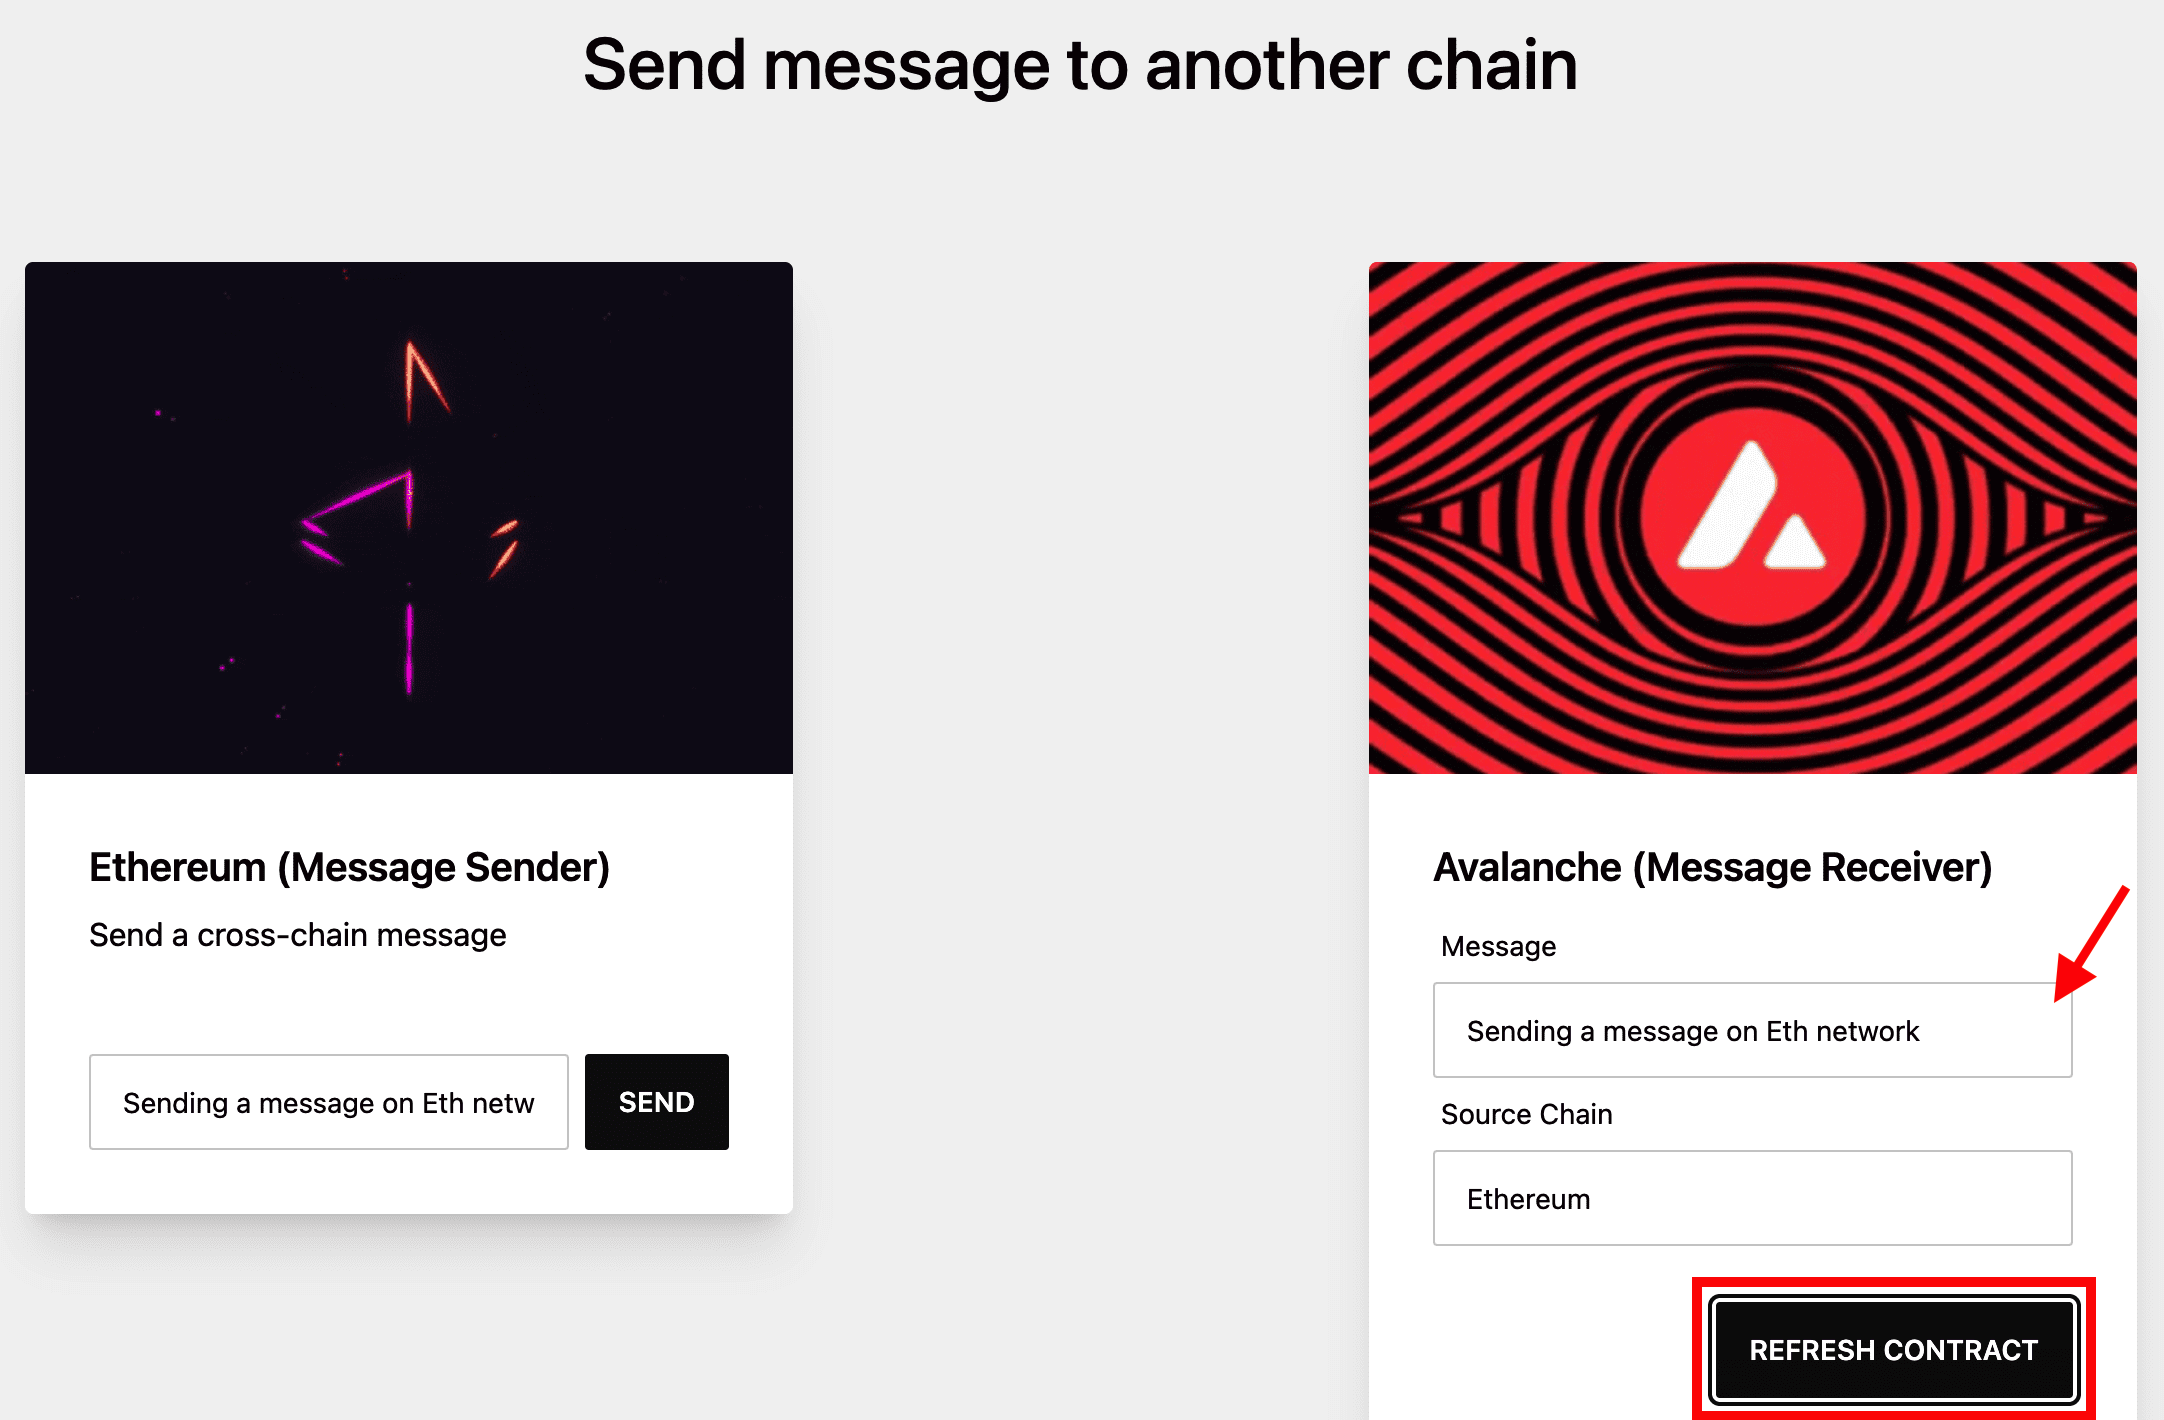 Send message to another chain
Ethereum (Message Sender)
Send a cross-chain message
Sending a message on Eth netw
SEND
Avalanche (Message Receiver)
Message
Sending a message on Eth network
Source Chain
Ethereum
REFRESH CONTRACT